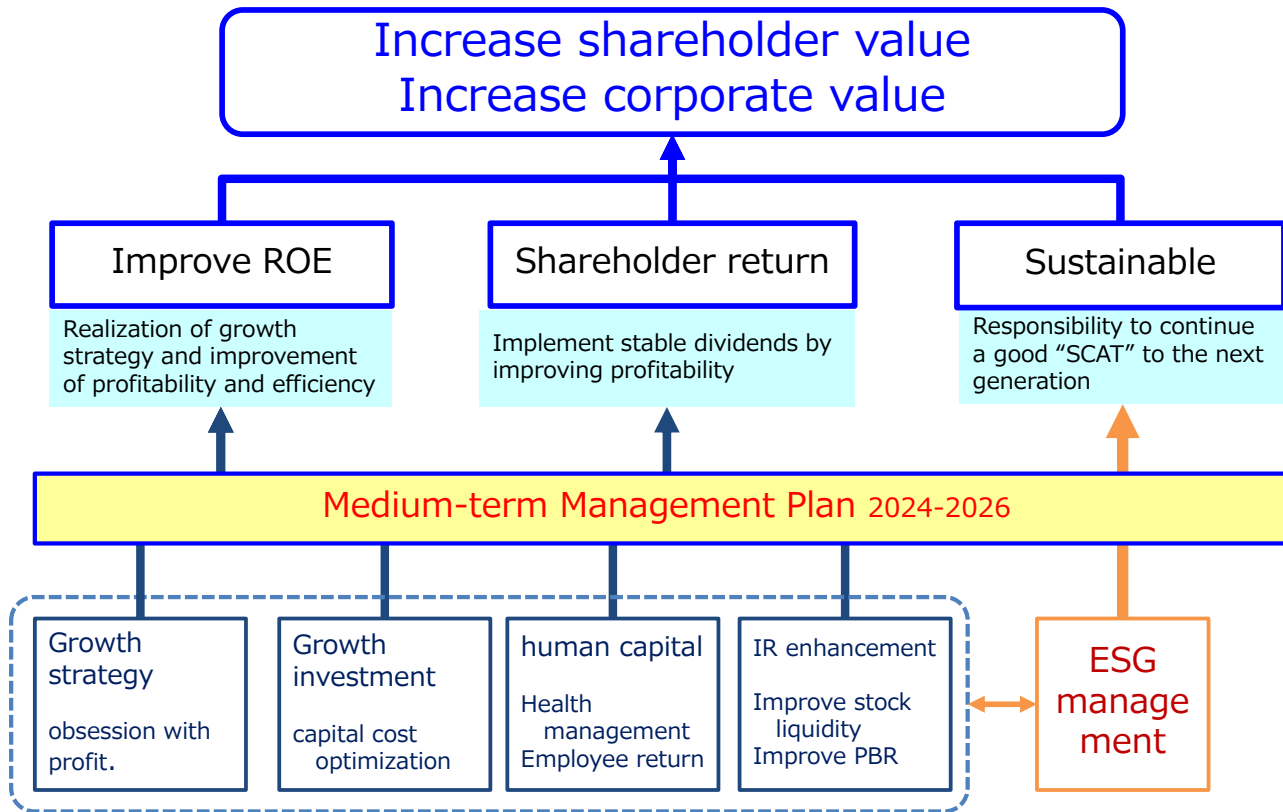 Increase shareholder value
Increase corporate value
Improve ROE
Shareholder return
Sustainable
Realization of growth
strategy and improvement
of profitability and efficiency
Implement stable dividends by
improving profitability
Responsibility to continue
a good “SCAT” to the next
generation
Medium-term Management Plan 2024-2026
Growth
strategy
obsession with
profit.
Growth
investment
capital cost
optimization
human capital
Health
management
Employee return
IR enhancement
Improve stock
liquidity
Improve PBR
ESG
manage
ment